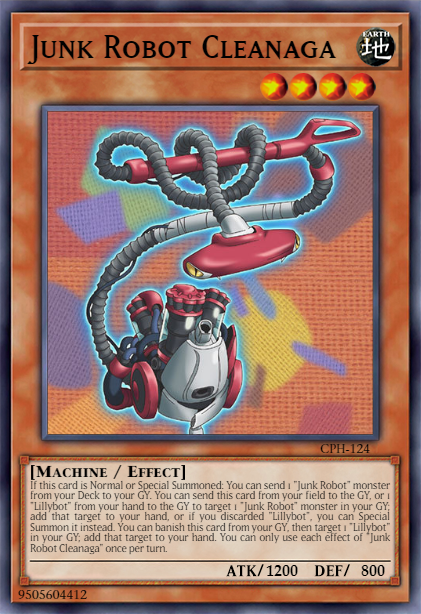 JUNK ROBOT CLEANAGA
EARTH
地
CPH-124
[MACHINE / EFFECT]
If this card is Normal or Special Summoned: You can send 1 "Junk Robot" monster
from your Deck to your GY. You can send this card from your field to the GY, or 1
"Lillybot" from your hand to the GY to target 1 "Junk Robot" monster in your GY;
add that target to your hand, or if you discarded "Lillybot", you can Special
Summon it instead. You can banish this card from your GY, then target 1 "Lillybot"
in your GY; add that target to your hand. You can only use each effect of "Junk
Robot Cleanaga" once per turn.
ATK/1200 DEF/ 800
9505604412